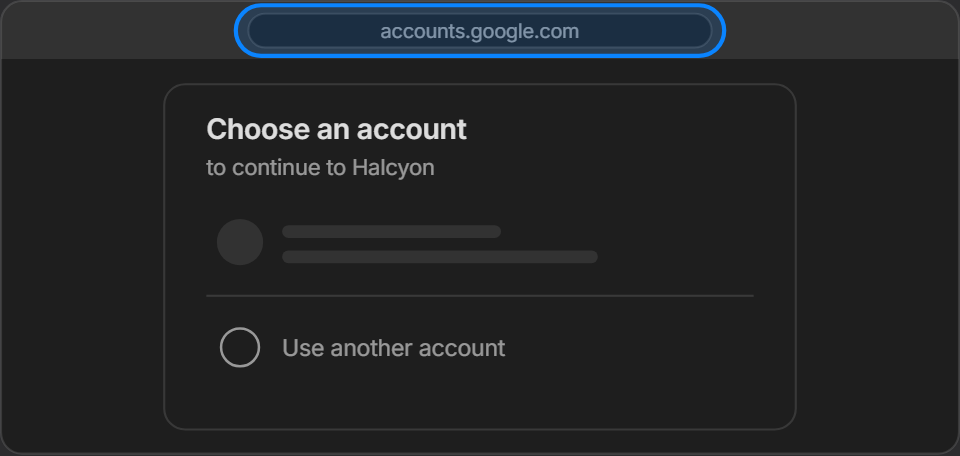 accounts.google.com
Choose an account
to continue to Halcyon
Use another account